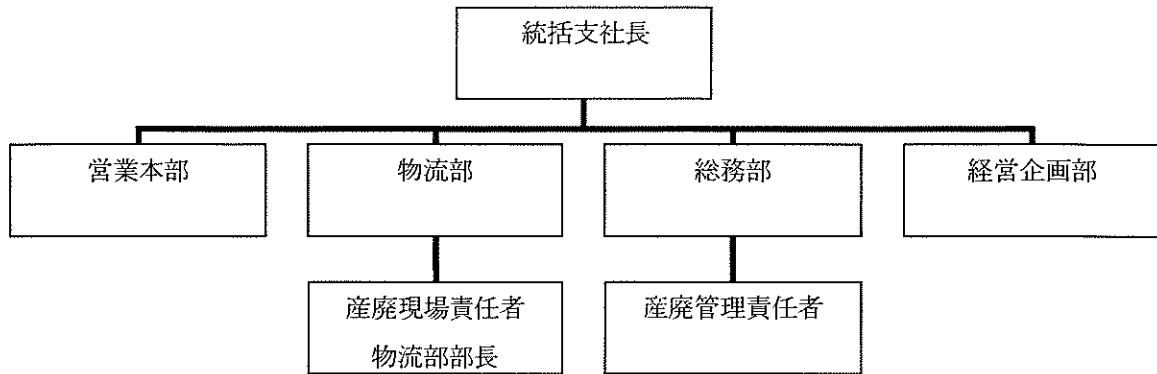 統括支社長
営業本部
物流部
総務部
経営企画部
産廃現場責任者
物流部部長
産廃管理責任者